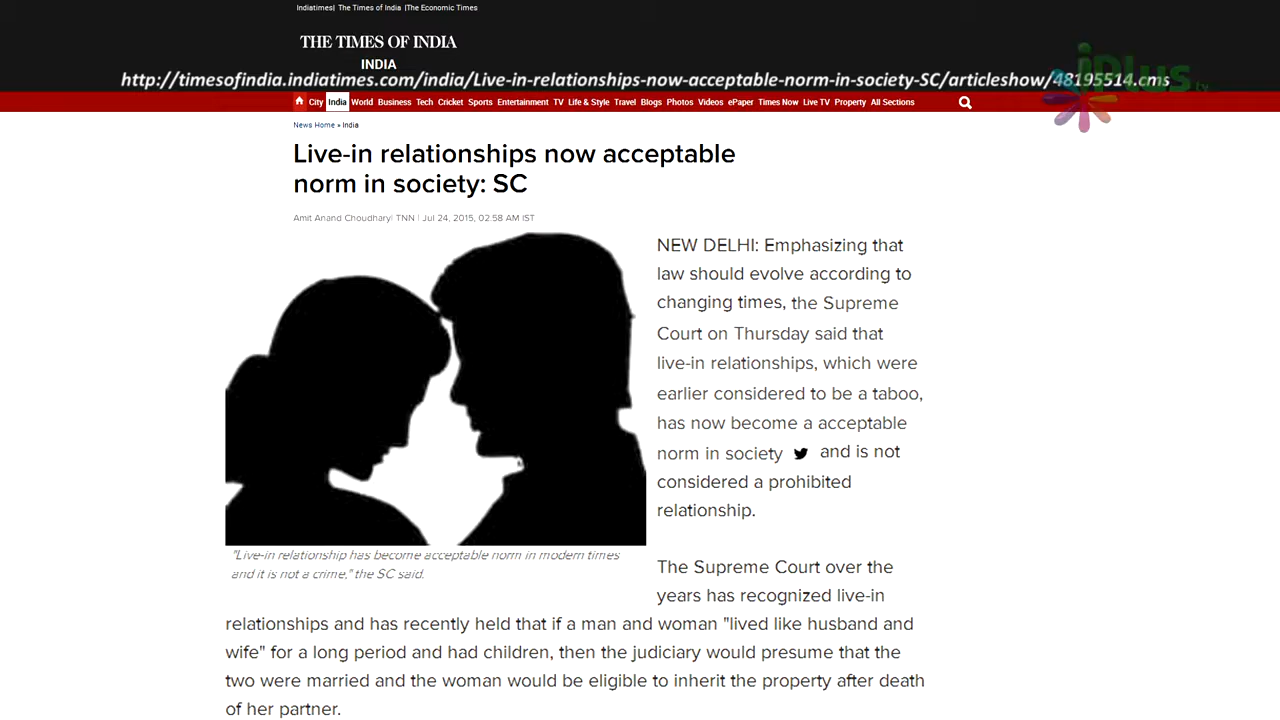 Indiatimes| The Times of India |The Economic Times
THE TIMES OF INDIA
INDIA
http://timesofindia.indiatimes.com/india/Live-in-relationships-now-acceptable-norm-in-society-SC/articleshow/48195514.cms
iPlus tv
City India World Business Tech Cricket Sports Entertainment TV Life & Style Travel Blogs Photos Videos ePaper Times Now Live TV Property All Sections
News Home » India
Live-in relationships now acceptable
norm in society: SC
Amit Anand Choudhary| TNN | Jul 24, 2015, 02:58 AM IST
NEW DELHI: Emphasizing that
law should evolve according to
changing times, the Supreme
Court on Thursday said that
live-in relationships, which were
earlier considered to be a taboo,
has now become a acceptable
norm in society and is not
considered a prohibited
relationship.
"Live-in relationship has become acceptable norm in modern times
and it is not a crime," the SC said.
The Supreme Court over the
years has recognized live-in
relationships and has recently held that if a man and woman "lived like husband and
wife" for a long period and had children, then the judiciary would presume that the
two were married and the woman would be eligible to inherit the property after death
of her partner.